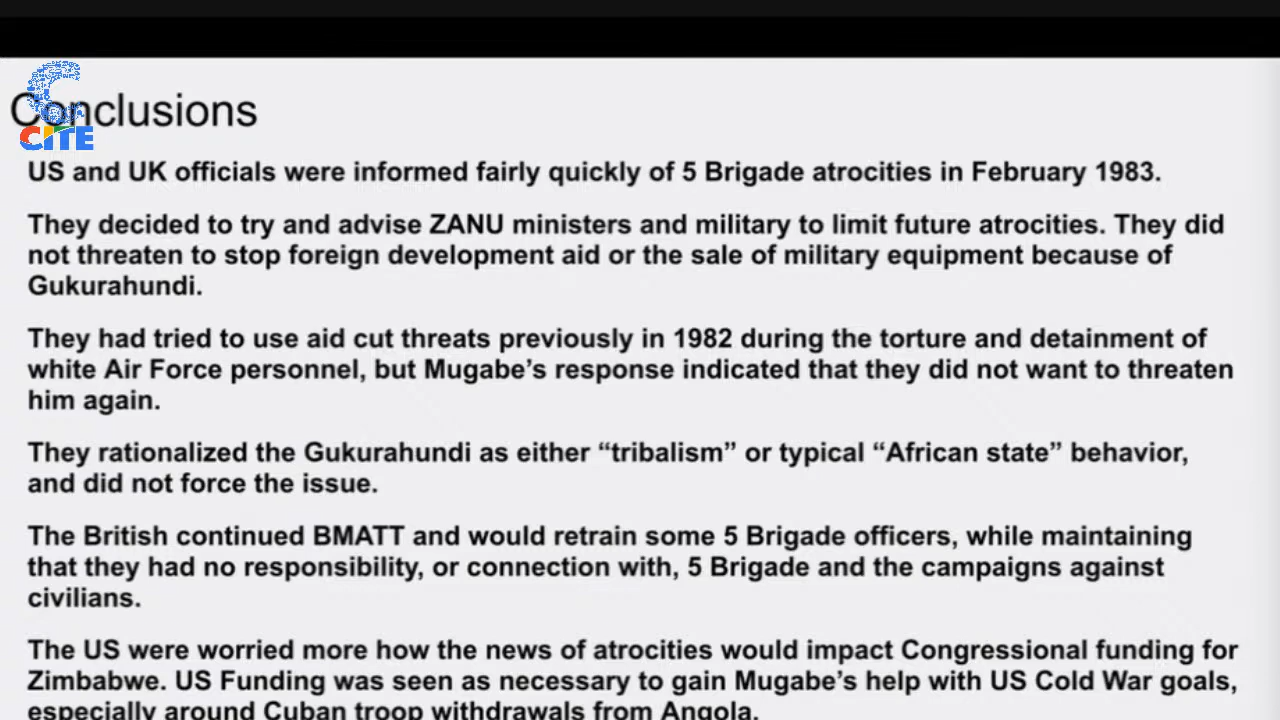 Conclusions
CITE
US and UK officials were informed fairly quickly of 5 Brigade atrocities in February 1983.
They decided to try and advise ZANU ministers and military to limit future atrocities. They did
not threaten to stop foreign development aid or the sale of military equipment because of
Gukurahundi.
They had tried to use aid cut threats previously in 1982 during the torture and detainment of
white Air Force personnel, but Mugabe’s response indicated that they did not want to threaten
him again.
They rationalized the Gukurahundi as either “tribalism” or typical “African state” behavior,
and did not force the issue.
The British continued BMATT and would retrain some 5 Brigade officers, while maintaining
that they had no responsibility, or connection with, 5 Brigade and the campaigns against
civilians.
The US were worried more how the news of atrocities would impact Congressional funding for
Zimbabwe. US Funding was seen as necessary to gain Mugabe’s help with US Cold War goals,
especially around Cuban troop withdrawals from Angola.